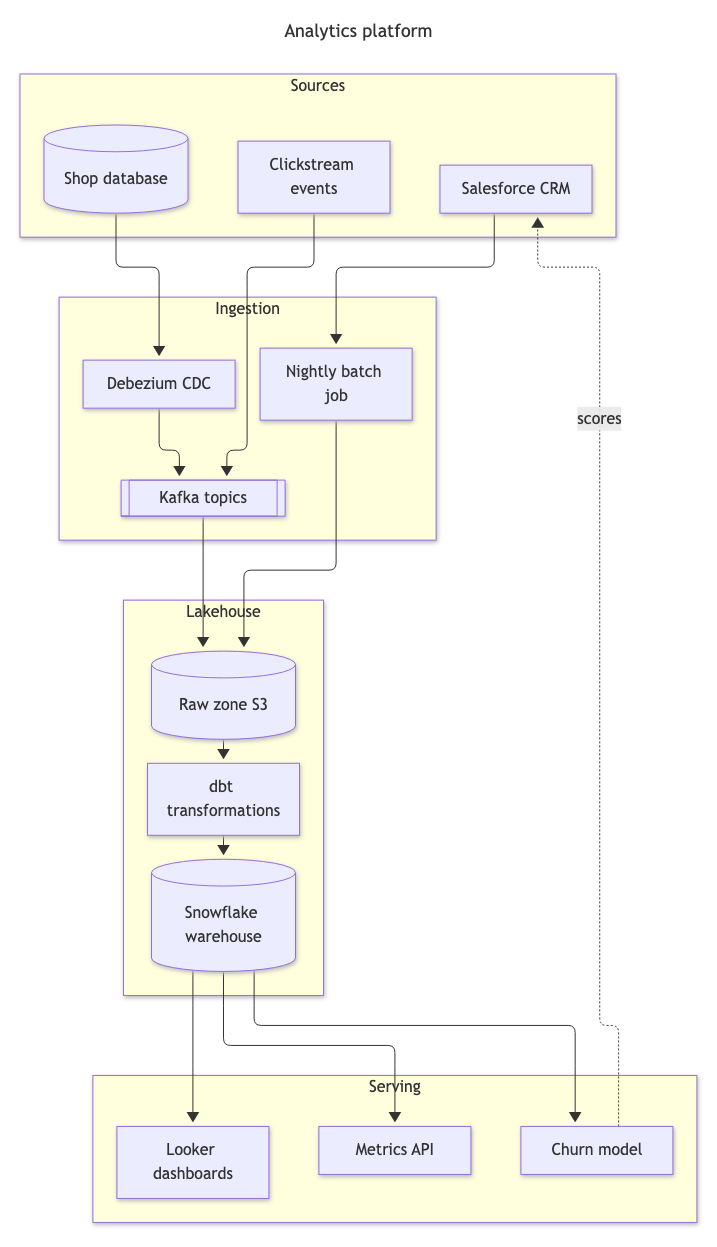 Analytics platform
Sources
Shop database
Clickstream
events
Salesforce CRM
Ingestion
Debezium CDC
Nightly batch
job
scores
Kafka topics
Lakehouse
Raw zone S3
dbt
transformations
Snowflake
warehouse
Serving
Looker
dashboards
Metrics API
Churn model